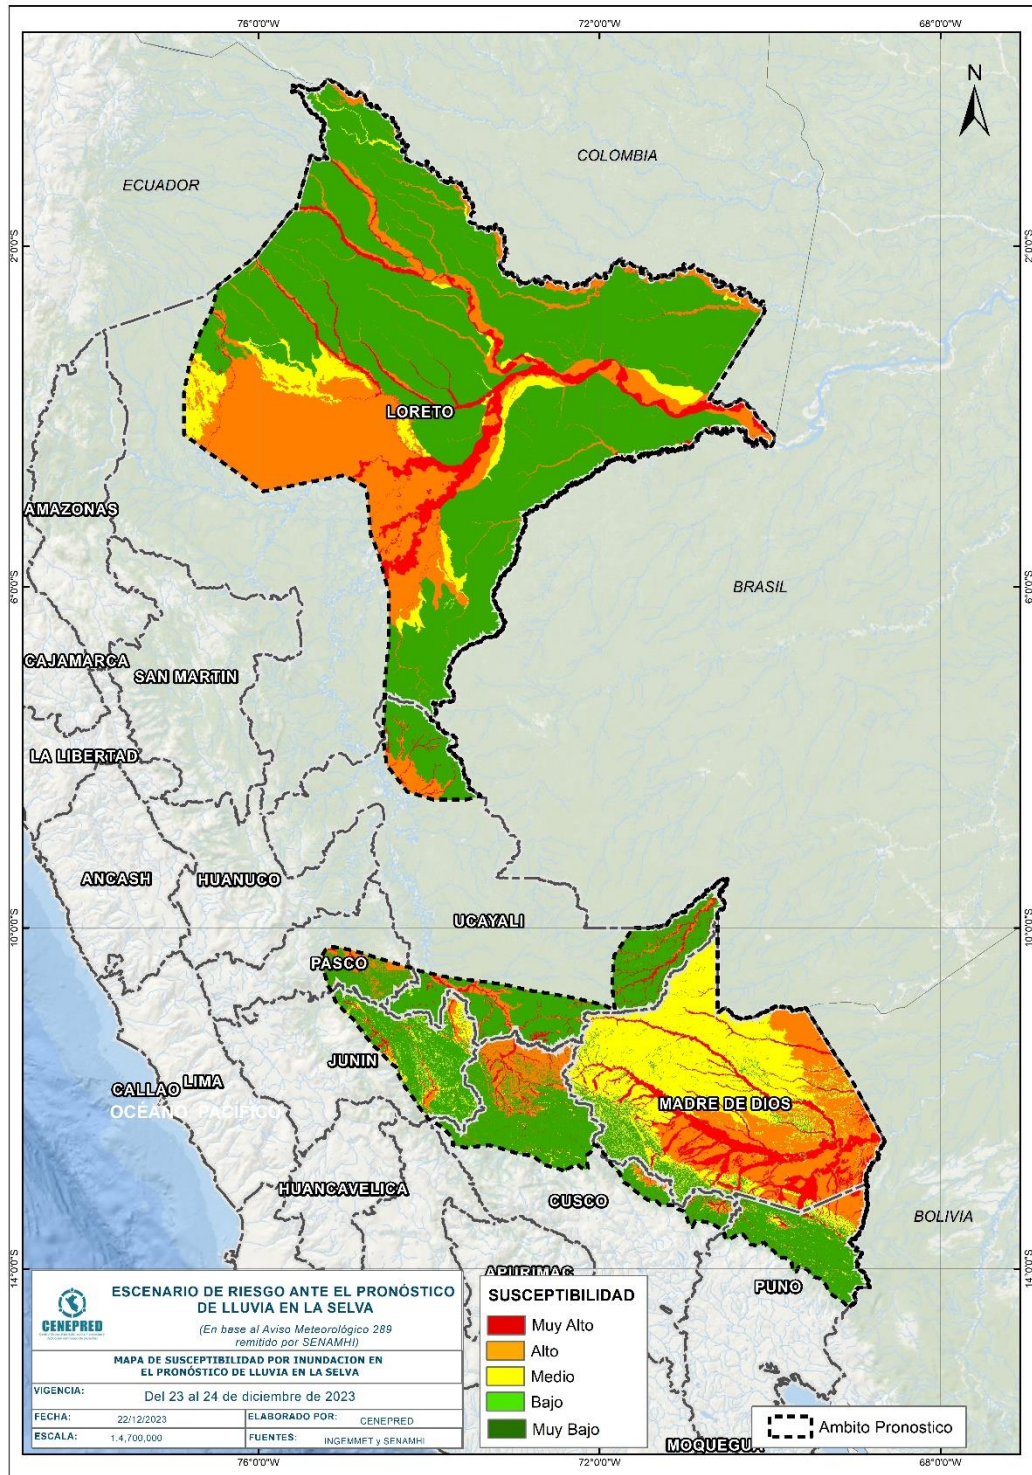 76°0'0"W
72°0'0"W
68°0'0"W
N
COLOMBIA
ECUADOR
2°0'0"S
2°0'0"S
LORETO
AMAZONAS
BRASIL
6°0'0"S
6°0'0"S
CAJAMARCA
SAN MARTIN
LA LIBERTAD
ANCASH
HUANUCO
UCAYALI
10°0'0"S
10°0'0"S
PASCO
JUNIN
CALLAO
LIMA
MADRE DE DIOS
OCEANO PACÍFICO
HUANCAVELICA
CUSCO
BOLIVIA
14°0'0"S
14°0'0"S
APURIMAC
PUNO
CENEPRED
ESCENARIO DE RIESGO ANTE EL PRONÓSTICO
DE LLUVIA EN LA SELVA
(En base al Aviso Meteorológico 289
remitido por SENAMHI)
MAPA DE SUSCEPTIBILIDAD POR INUNDACION EN
EL PRONÓSTICO DE LLUVIA EN LA SELVA
VIGENCIA:
Del 23 al 24 de diciembre de 2023
FECHA:
22/12/2023
ELABORADO POR:
CENEPRED
ESCALA:
1:4,700,000
FUENTES:
INGEMMET y SENAMHI
SUSCEPTIBILIDAD
Muy Alto
Alto
Medio
Bajo
Muy Bajo
Ambito Pronostico
MOQUEGUA
76°0'0"W
72°0'0"W
68°0'0"W